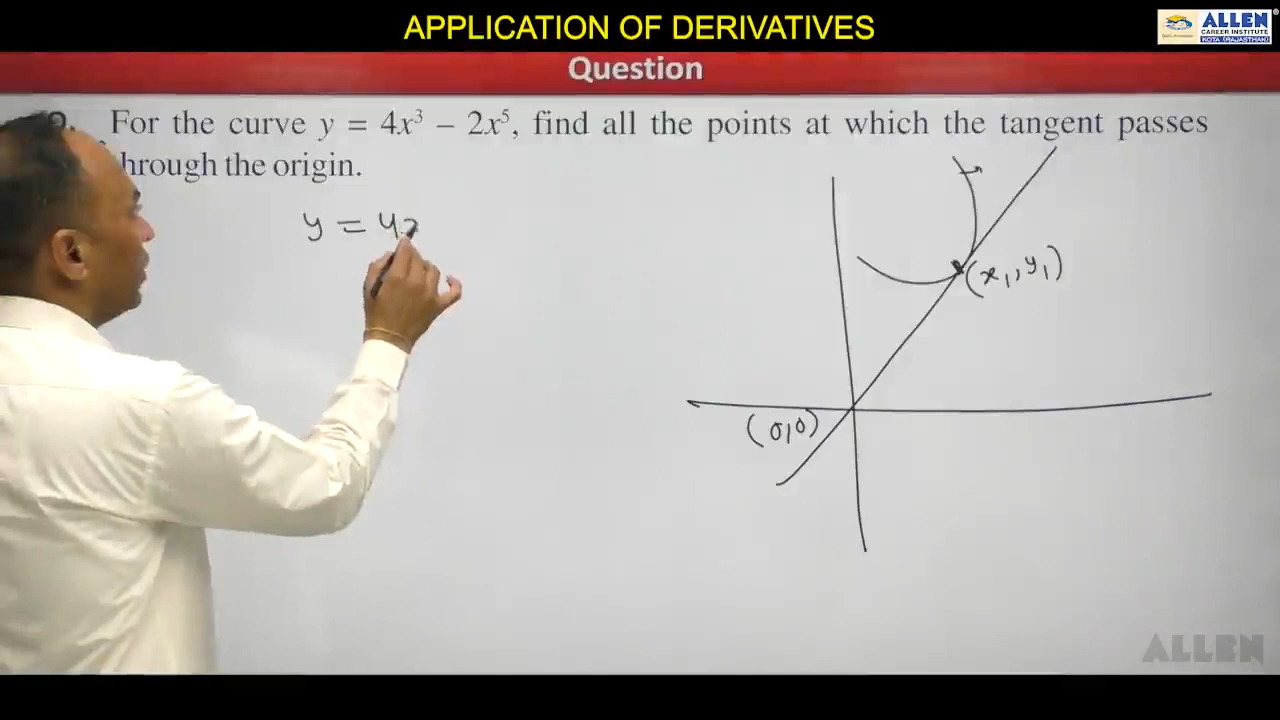 APPLICATION OF DERIVATIVES
ALLEN
CAREER INSTITUTE
KOTA (RAJASTHAN)
Question
For the curve y = 4x³ – 2x⁵, find all the points at which the tangent passes
hrough the origin.
y = 4
(x₁, y₁)
(0,0)
ALLEN